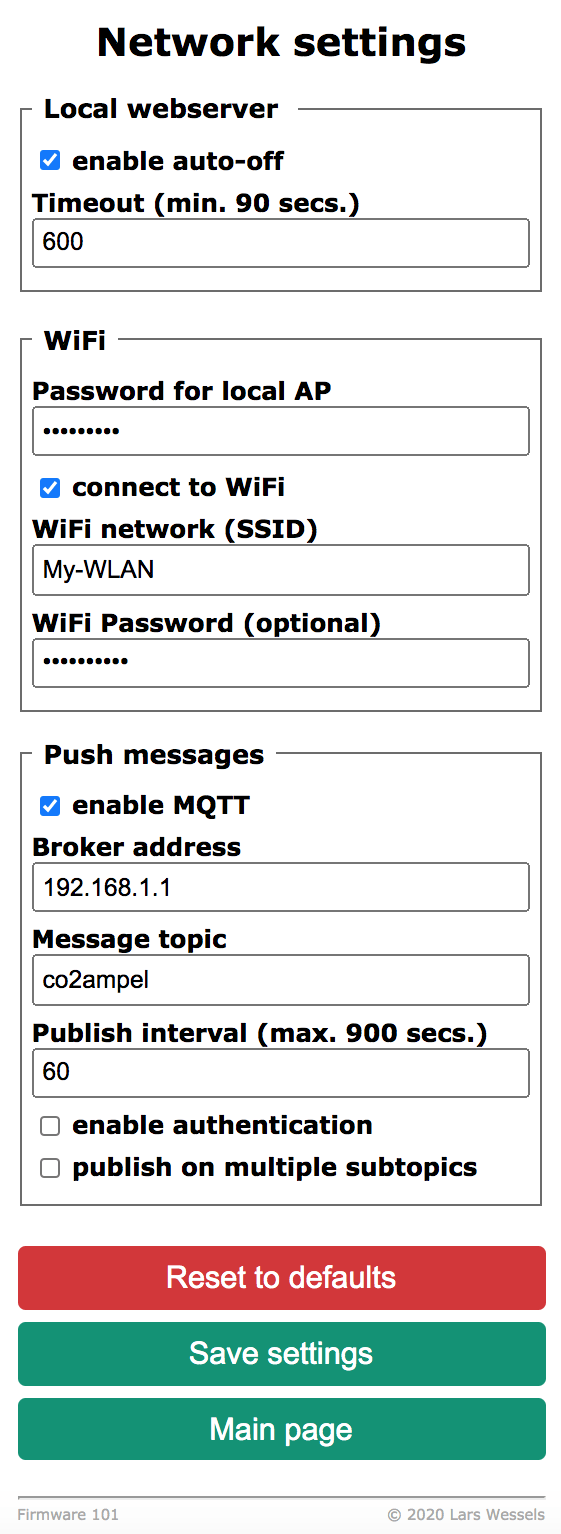 Network settings
Local webserver
enable auto-off
Timeout (min. 90 secs.)
600
WiFi
Password for local AP
•••••••••
connect to WiFi
WiFi network (SSID)
My-WLAN
WiFi Password (optional)
••••••••••
Push messages
enable MQTT
Broker address
192.168.1.1
Message topic
co2ampel
Publish interval (max. 900 secs.)
60
enable authentication
publish on multiple subtopics
Reset to defaults
Save settings
Main page
Firmware 101 © 2020 Lars Wessels